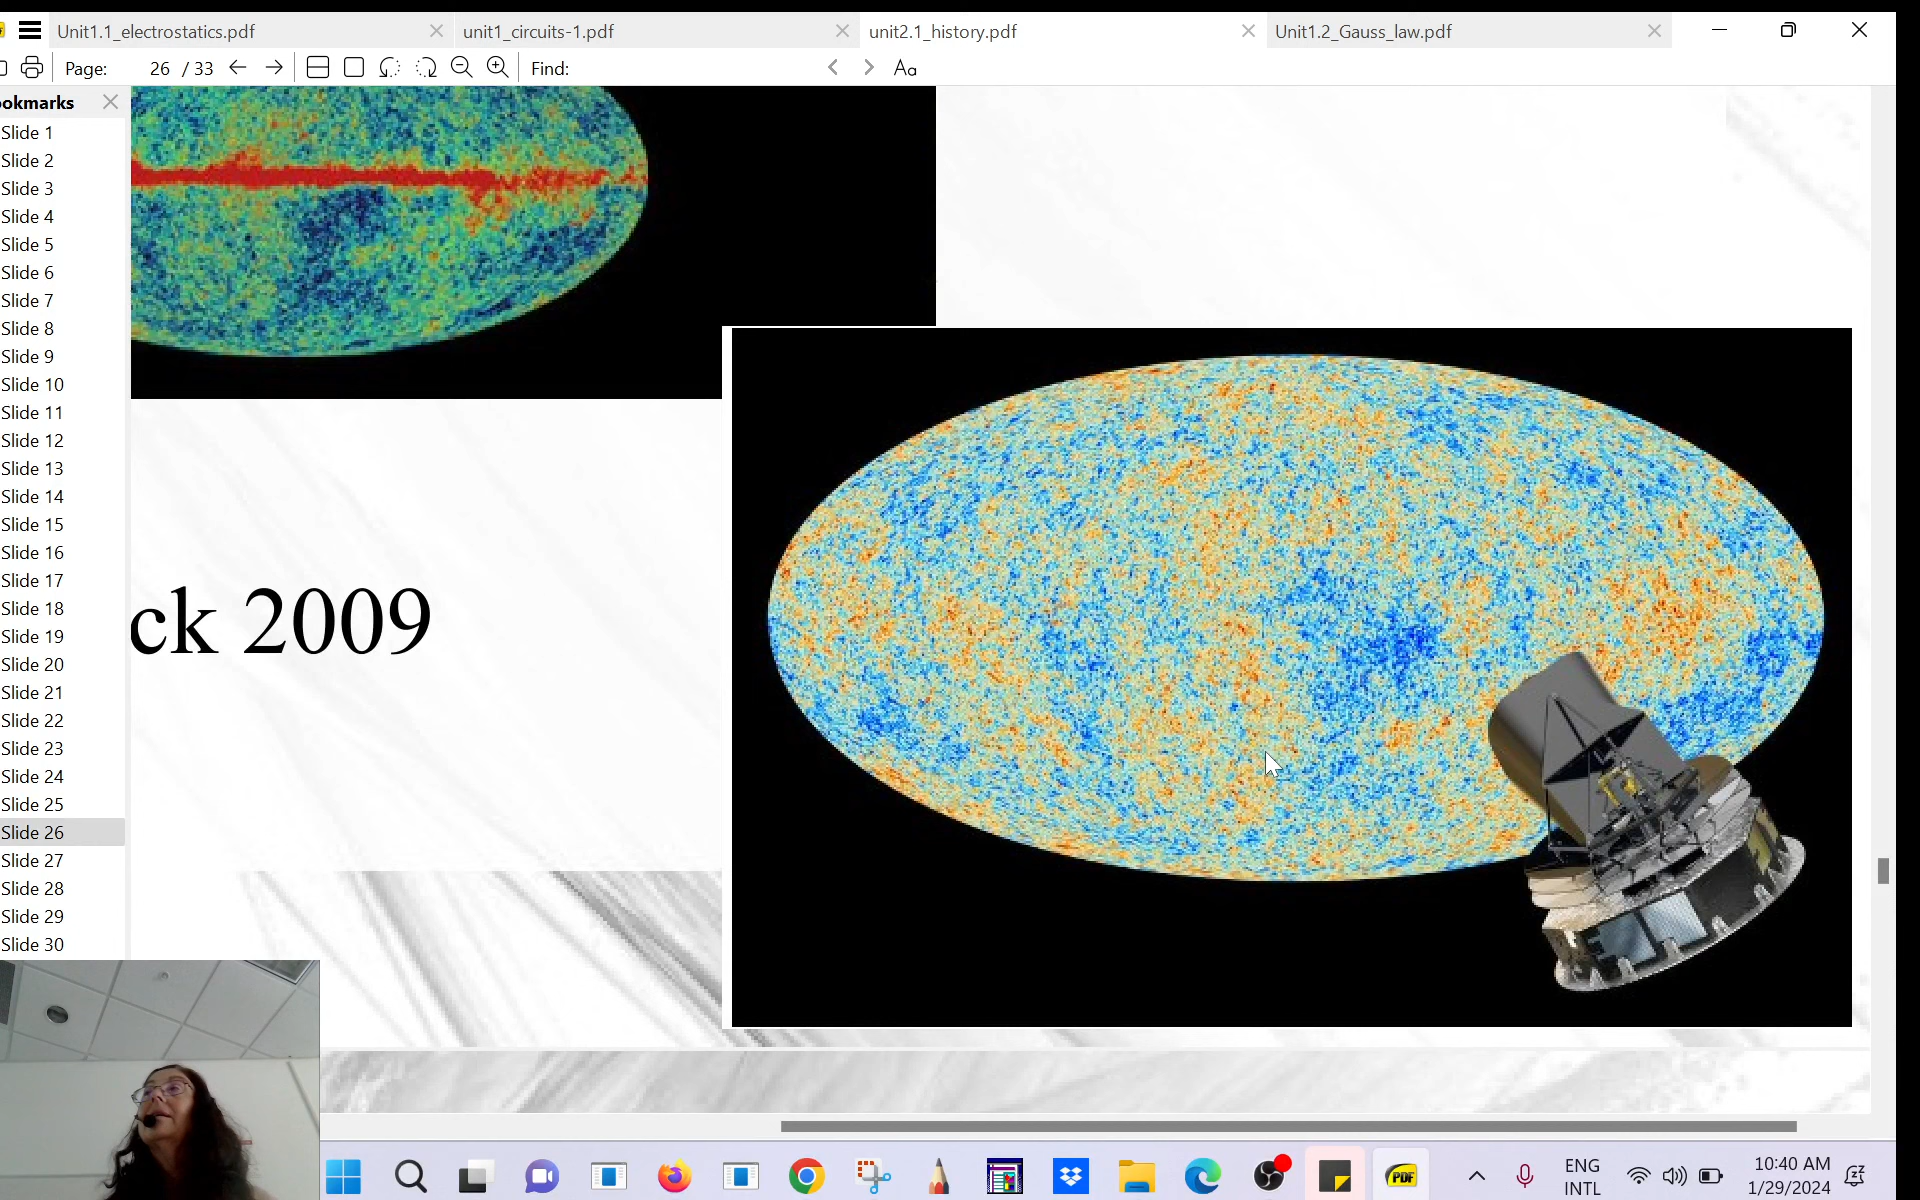 Unit1.1_electrostatics.pdf
unit1_circuits-1.pdf
unit2.1_history.pdf
Unit1.2_Gauss_law.pdf
Page: 26 / 33
Find:
Aa
ookmarks
Slide 1
Slide 2
Slide 3
Slide 4
Slide 5
Slide 6
Slide 7
Slide 8
Slide 9
Slide 10
Slide 11
Slide 12
Slide 13
Slide 14
Slide 15
Slide 16
Slide 17
Slide 18
Slide 19
Slide 20
Slide 21
Slide 22
Slide 23
Slide 24
Slide 25
Slide 26
Slide 27
Slide 28
Slide 29
Slide 30
ck 2009
PDF
ENG
INTL
10:40 AM
1/29/2024